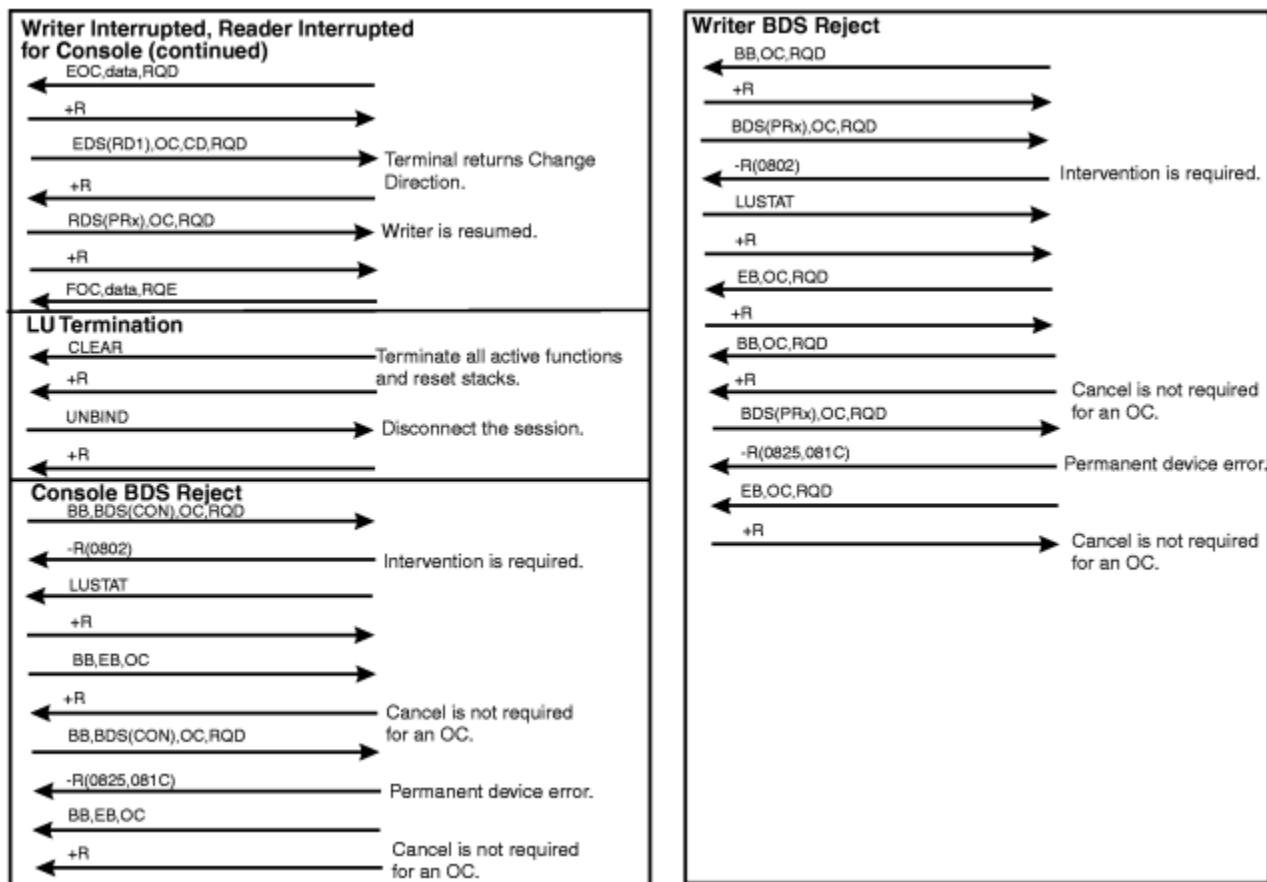 Writer Interrupted, Reader Interrupted
for Console (continued)
EOC,data,RQD
+R
EDS(RD1),OC,CD,RQD
Terminal returns Change
Direction.
+R
RDS(PRx),OC,RQD
Writer is resumed.
+R
FOC,data,RQE
LU Termination
CLEAR
Terminate all active functions
and reset stacks.
+R
UNBIND
Disconnect the session.
+R
Console BDS Reject
BB,BDS(CON),OC,RQD
-R(0802)
Intervention is required.
LUSTAT
+R
BB,EB,OC
+R
Cancel is not required
for an OC.
BB,BDS(CON),OC,RQD
-R(0825,081C)
Permanent device error.
BB,EB,OC
+R
Cancel is not required
for an OC.
Writer BDS Reject
BB,OC,RQD
+R
BDS(PRx),OC,RQD
-R(0802)
Intervention is required.
LUSTAT
+R
EB,OC,RQD
+R
BB,OC,RQD
+R
Cancel is not required
for an OC.
BDS(PRx),OC,RQD
-R(0825,081C)
Permanent device error.
EB,OC,RQD
+R
Cancel is not required
for an OC.